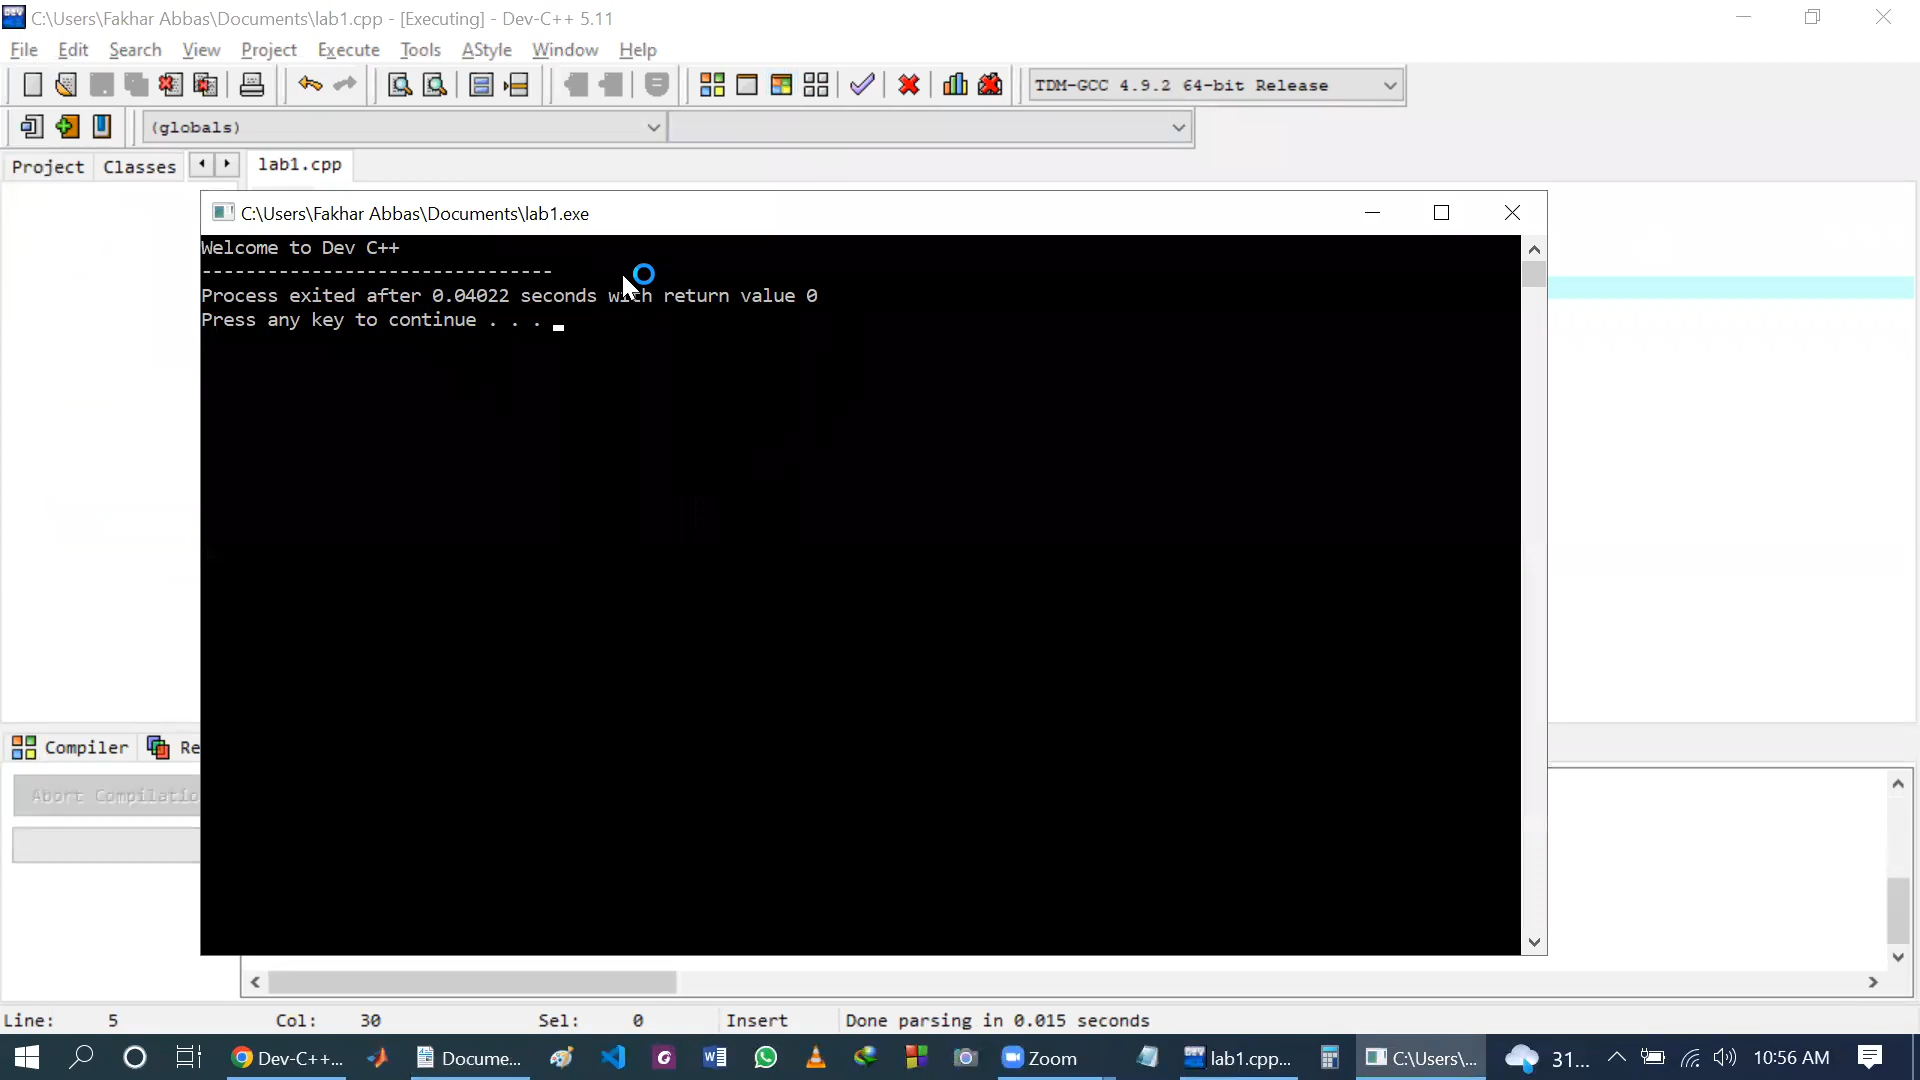 C:\Users\Fakhar Abbas\Documents\lab1.cpp - [Executing] - Dev-C++ 5.11
File Edit Search View Project Execute Tools AStyle Window Help
TDM-GCC 4.9.2 64-bit Release
(globals)
Project Classes lab1.cpp
C:\Users\Fakhar Abbas\Documents\lab1.exe
Welcome to Dev C++
--------------------------------
Process exited after 0.04022 seconds with return value 0
Press any key to continue . . .
Compiler Re
Abort Compilatio
Line: 5 Col: 30 Sel: 0 Insert Done parsing in 0.015 seconds
Dev-C++... Docume... Zoom lab1.cpp... C:\Users\... 31... 10:56 AM